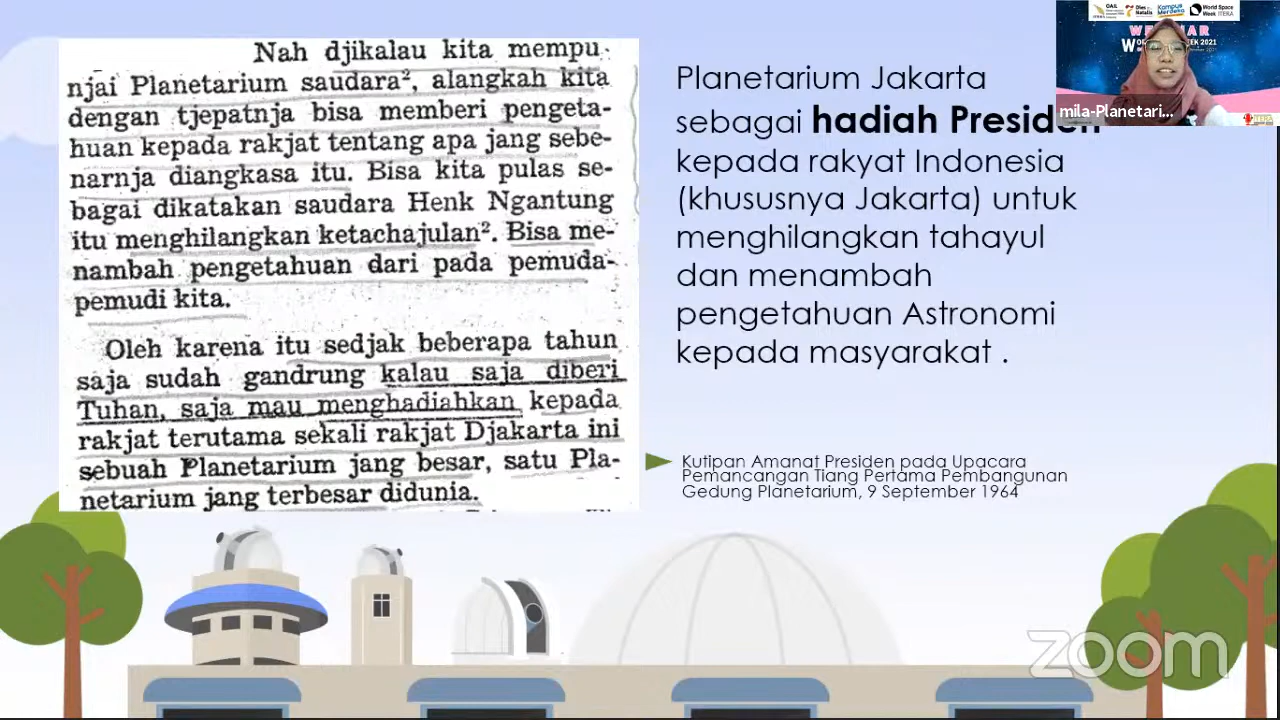 Nah djikalau kita mempu-
njai Planetarium saudara², alangkah kita
dengan tjepatnja bisa memberi pengeta-
huan kepada rakjat tentang apa jang sebe-
narnja diangkasa itu. Bisa kita pulas se-
bagai dikatakan saudara Henk Ngantung
itu menghilangkan ketachajulan². Bisa me-
nambah pengetahuan dari pada pemuda-
pemudi kita.
Oleh karena itu sedjak beberapa tahun
saja sudah gandrung kalau saja diberi
Tuhan, saja mau menghadiahkan kepada
rakjat terutama sekali rakjat Djakarta ini
sebuah Planetarium jang besar, satu Pla-
netarium jang terbesar didunia.
Planetarium Jakarta
sebagai hadiah Presiden
kepada rakyat Indonesia
(khususnya Jakarta) untuk
menghilangkan tahayul
dan menambah
pengetahuan Astronomi
kepada masyarakat .
Kutipan Amanat Presiden pada Upacara
Pemancangan Tiang Pertama Pembangunan
Gedung Planetarium, 9 September 1964
OAIL
Dies Natalis
Kampus Merdeka
World Space Week ITERA
mila-Planetari...
zoom